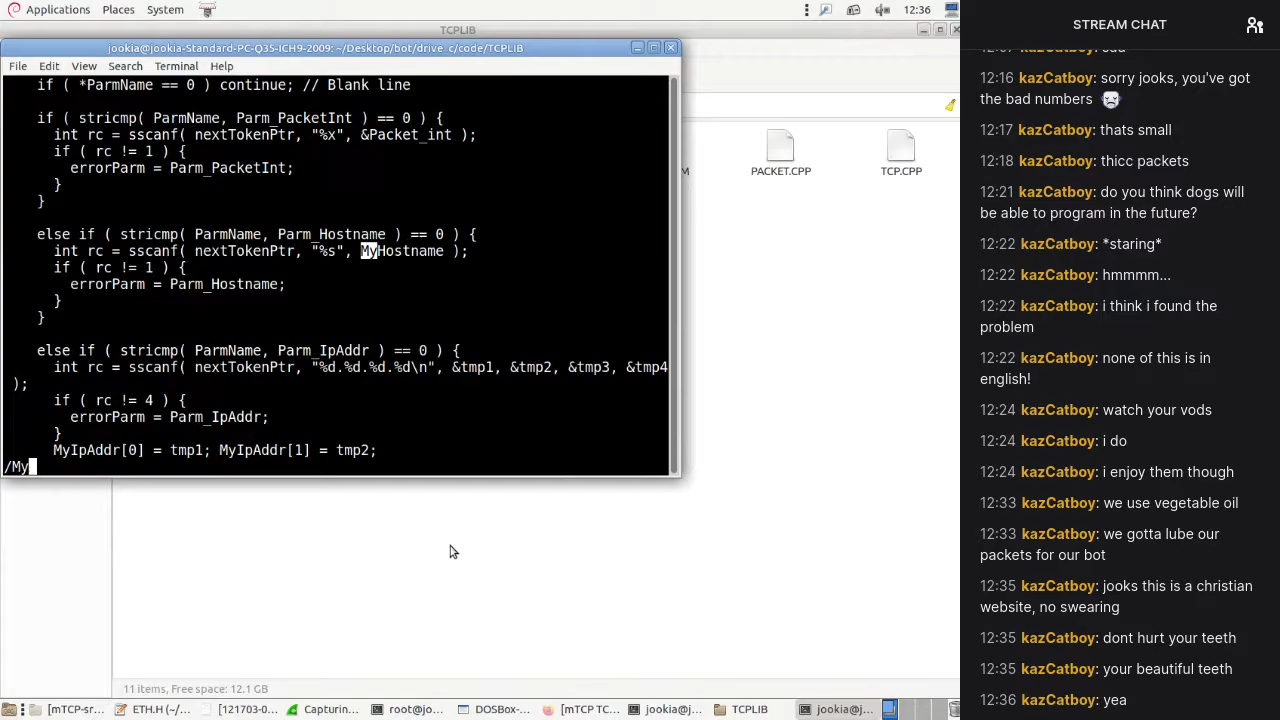 Applications Places System 12:36
TCPLIB
jookia@jookia-Standard-PC-Q35-ICH9-2009: ~/Desktop/bot/drive_c/code/TCPLIB
File Edit View Search Terminal Help
if ( *ParmName == 0 ) continue; // Blank line
if ( stricmp( ParmName, Parm_PacketInt ) == 0 ) {
int rc = sscanf( nextTokenPtr, "%x", &Packet_int );
if ( rc != 1 ) {
errorParm = Parm_PacketInt;
}
}
else if ( stricmp( ParmName, Parm_Hostname ) == 0 ) {
int rc = sscanf( nextTokenPtr, "%s", MyHostname );
if ( rc != 1 ) {
errorParm = Parm_Hostname;
}
}
else if ( stricmp( ParmName, Parm_IpAddr ) == 0 ) {
int rc = sscanf( nextTokenPtr, "%d.%d.%d.%d\n", &tmp1, &tmp2, &tmp3, &tmp4
);
if ( rc != 4 ) {
errorParm = Parm_IpAddr;
}
MyIpAddr[0] = tmp1; MyIpAddr[1] = tmp2;
/My
M
PACKET.CPP
TCP.CPP
11 items, Free space: 12.1 GB
[mTCP-sr... ETH.H (~/... [121703-0... Capturin... root@jo... DOSBox-... [mTCP TC... jookia@j... TCPLIB jookia@j...
STREAM CHAT
12:16 kazCatboy: sorry jooks, you've got
the bad numbers
12:17 kazCatboy: thats small
12:18 kazCatboy: thicc packets
12:21 kazCatboy: do you think dogs will
be able to program in the future?
12:22 kazCatboy: *staring*
12:22 kazCatboy: hmmmm...
12:22 kazCatboy: i think i found the
problem
12:22 kazCatboy: none of this is in
english!
12:24 kazCatboy: watch your vods
12:24 kazCatboy: i do
12:24 kazCatboy: i enjoy them though
12:33 kazCatboy: we use vegetable oil
12:33 kazCatboy: we gotta lube our
packets for our bot
12:35 kazCatboy: jooks this is a christian
website, no swearing
12:35 kazCatboy: dont hurt your teeth
12:35 kazCatboy: your beautiful teeth
12:36 kazCatboy: yea